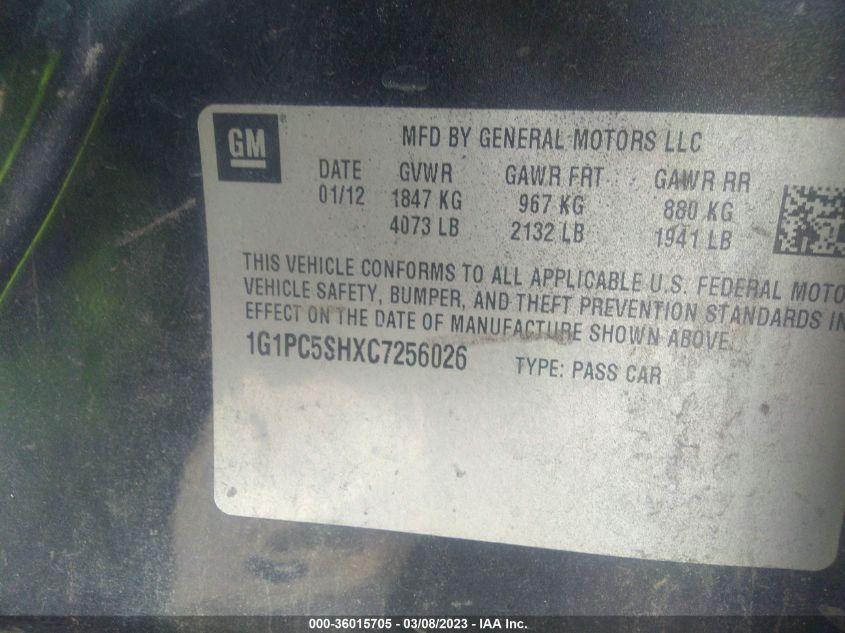 GM ®
MFD BY GENERAL MOTORS LLC
DATE GVWR GAWR FRT GAWR RR
01/12 1847 KG 967 KG 880 KG
4073 LB 2132 LB 1941 LB
THIS VEHICLE CONFORMS TO ALL APPLICABLE U.S. FEDERAL MOTO
VEHICLE SAFETY, BUMPER, AND THEFT PREVENTION STANDARDS IN
EFFECT ON THE DATE OF MANUFACTURE SHOWN ABOVE.
1G1PC5SHXC7256026 TYPE: PASS CAR
000-36015705 - 03/08/2023 - IAA Inc.